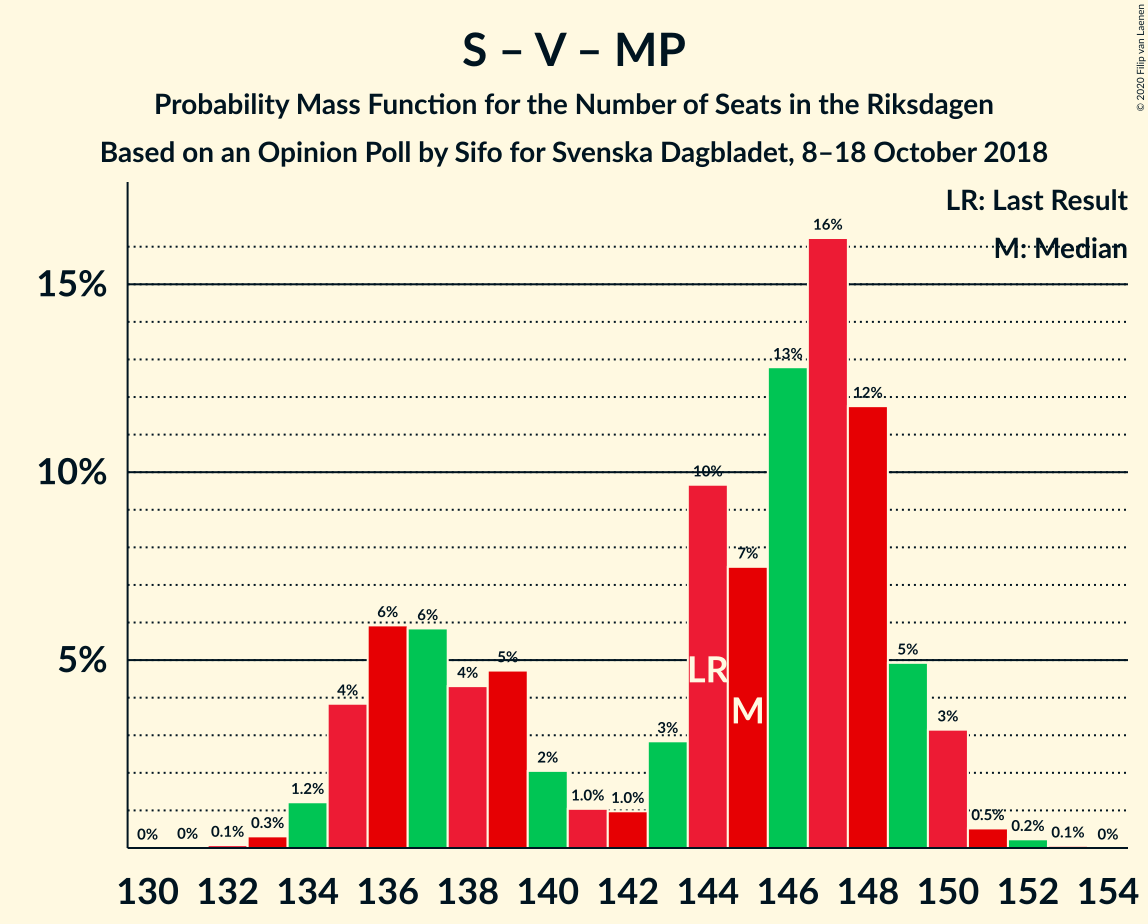 S – V – MP
Probability Mass Function for the Number of Seats in the Riksdagen
Based on an Opinion Poll by Sifo for Svenska Dagbladet, 8–18 October 2018
© 2020 Filip van Laenen
LR: Last Result
M: Median
15%
10%
5%
0% 0% 0.1% 0.3% 1.2% 4% 6% 6% 4% 5% 2% 1.0% 1.0% 3% 10% 7% 13% 16% 12% 5% 3% 0.5% 0.2% 0.1% 0%
LR
M
130 132 134 136 138 140 142 144 146 148 150 152 154